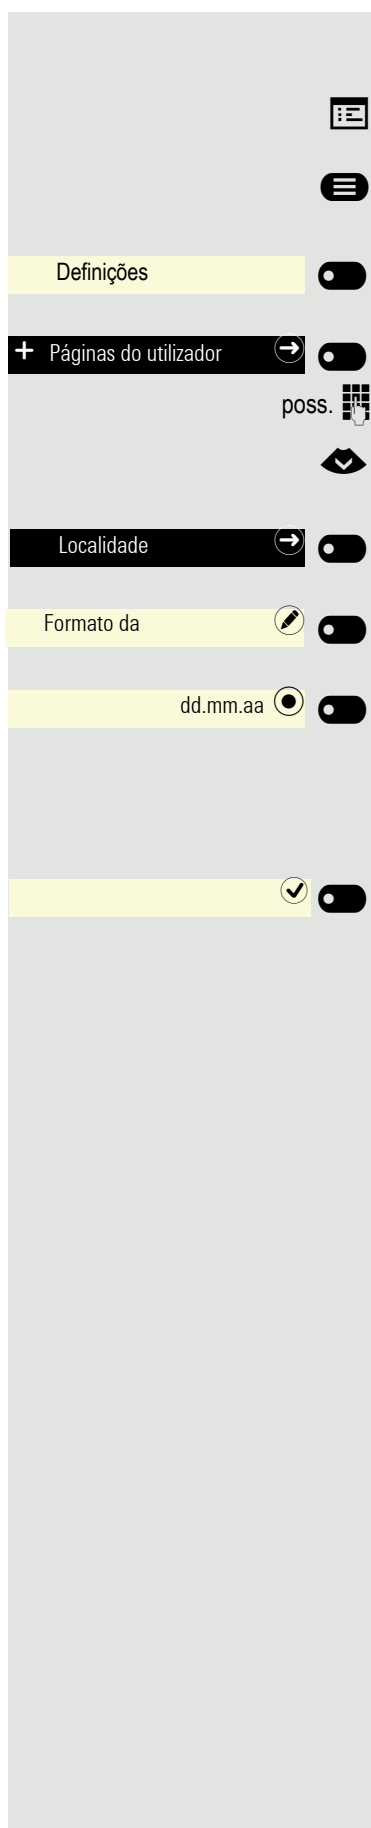 Definições
+ Páginas do utilizador
poss.
Localidade
Formato da
dd.mm.aa